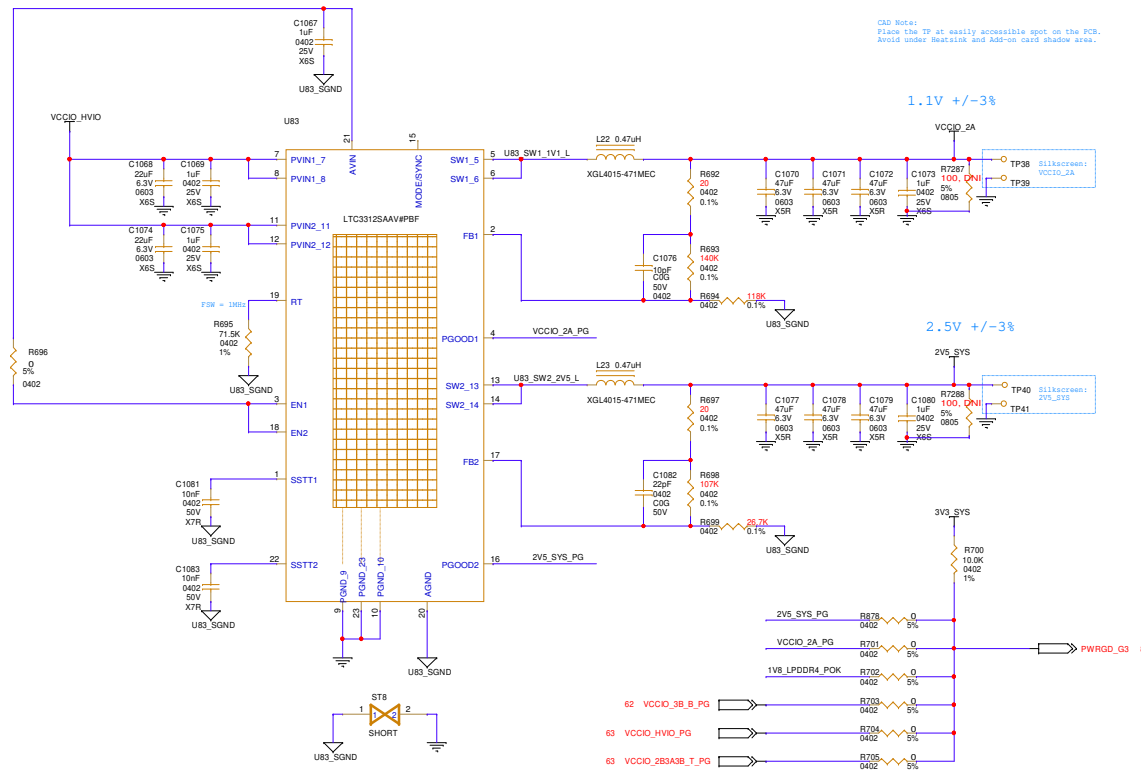 CAD Note:
Place the TP at easily accessible spot on the PCB.
Avoid under Heatsink and Add-on card shadow area.
C1067
1uF
0402
25V
X6S
U83_SGND
VCCIO_HVIO
U83
21
AVIN
15
MODE/SYNC
C1068
22uF
6.3V
0603
X6S
C1069
1uF
0402
25V
X6S
7 PVIN1_7
8 PVIN1_8
C1074
22uF
6.3V
0603
X6S
C1075
1uF
0402
25V
X6S
11 PVIN2_11
12 PVIN2_12
LTC3312SAAV#PBF
FSW = 1MHz
19 RT
R695
71.5K
0402
1%
U83_SGND
R696
0
5%
0402
3 EN1
18 EN2
1 SSTT1
C1081
10nF
0402
50V
X7R
U83_SGND
22 SSTT2
C1083
10nF
0402
50V
X7R
U83_SGND
PGND_9
PGND_23
PGND_10
AGND
9
23
10
20
U83_SGND
ST8
1 1 2 2
SHORT
U83_SGND
SW1_5 5
SW1_6 6
U83_SW1_1V1_L
L22 0.47uH
XGL4015-471MEC
1.1V +/-3%
VCCIO_2A
R692
20
0402
0.1%
C1070
47uF
6.3V
0603
X5R
C1071
47uF
6.3V
0603
X5R
C1072
47uF
6.3V
0603
X5R
C1073
1uF
0402
25V
X6S
R7287
100, DNI
5%
0805
TP38
TP39
Silkscreen:
VCCIO_2A
FB1 2
C1076
10pF
C0G
50V
0402
R693
140K
0402
0.1%
R694
0402
118K
0.1%
U83_SGND
PGOOD1 4
VCCIO_2A_PG
SW2_13 13
SW2_14 14
U83_SW2_2V5_L
L23 0.47uH
XGL4015-471MEC
2.5V +/-3%
2V5_SYS
R697
20
0402
0.1%
C1077
47uF
6.3V
0603
X5R
C1078
47uF
6.3V
0603
X5R
C1079
47uF
6.3V
0603
X5R
C1080
1uF
0402
25V
X6S
R7288
100, DNI
5%
0805
TP40
TP41
Silkscreen:
2V5_SYS
FB2 17
C1082
22pF
0402
C0G
50V
R698
107K
0402
0.1%
R699
0402
26.7K
0.1%
U83_SGND
PGOOD2 16
2V5_SYS_PG
3V3_SYS
R700
10.0K
0402
1%
2V5_SYS_PG R878 0
0402 5%
VCCIO_2A_PG R701 0
0402 5%
1V8_LPDDR4_POK R702 0
0402 5%
62 VCCIO_3B_B_PG R703 0
0402 5%
63 VCCIO_HVIO_PG R704 0
0402 5%
63 VCCIO_2B3A3B_T_PG R705 0
0402 5%
PWRGD_G3